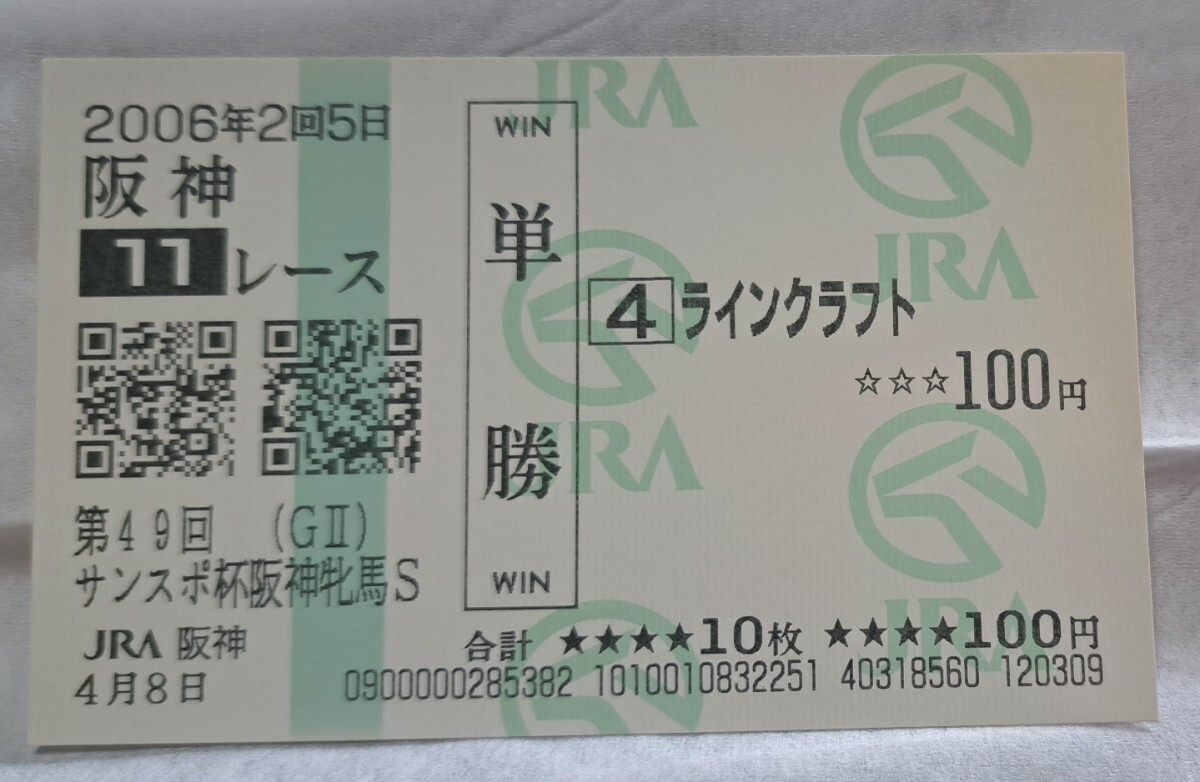 2006年2回5日
阪神
11レース
第49回 (GⅡ)
サンスポ杯阪神牝馬S
JRA 阪神
4月8日
WIN
単勝
WIN
4 ラインクラフト
☆☆☆100円
合計 ★★★★10枚 ★★★★100円
0900000285382 1010010832251 40318560 120309
JRA
JRA
JRA
JRA